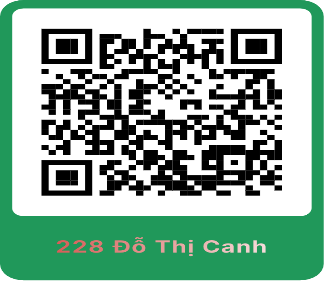 228 Đỗ Thị Canh